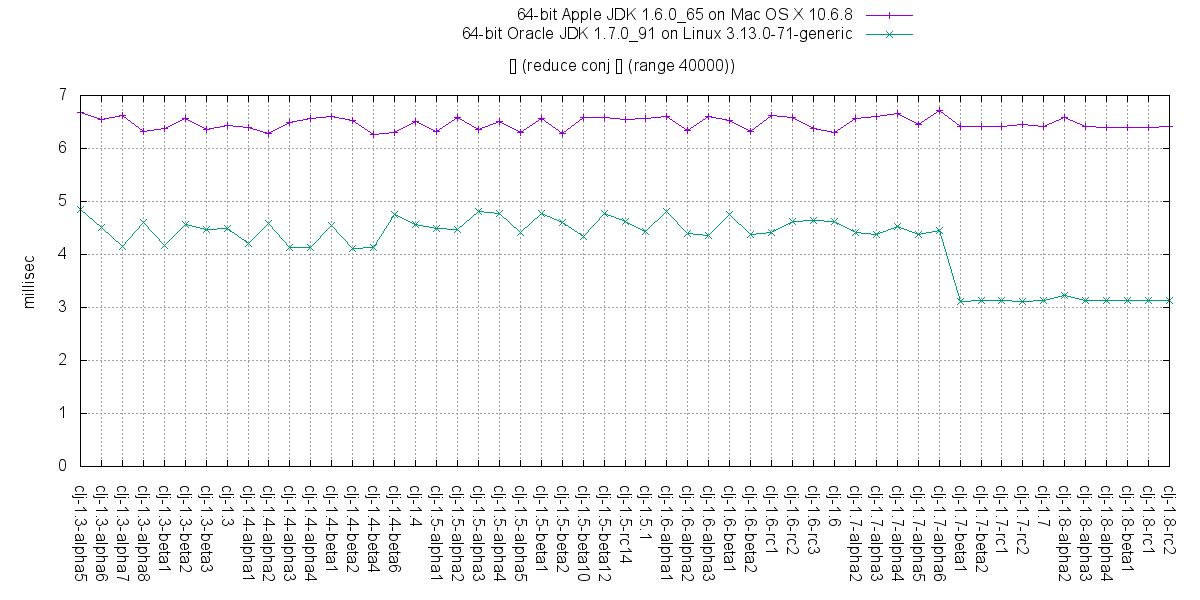 64-bit Apple JDK 1.6.0_65 on Mac OS X 10.6.8
64-bit Oracle JDK 1.7.0_91 on Linux 3.13.0-71-generic
[] (reduce conj [] (range 40000))
millisec
7
6
5
4
3
2
1
0
clj-1.3-alpha5
clj-1.3-alpha6
clj-1.3-alpha7
clj-1.3-alpha8
clj-1.3-beta1
clj-1.3-beta2
clj-1.3-beta3
clj-1.3
clj-1.4-alpha1
clj-1.4-alpha2
clj-1.4-alpha3
clj-1.4-alpha4
clj-1.4-beta1
clj-1.4-beta2
clj-1.4-beta4
clj-1.4-beta6
clj-1.4
clj-1.5-alpha1
clj-1.5-alpha2
clj-1.5-alpha3
clj-1.5-alpha4
clj-1.5-alpha5
clj-1.5-beta1
clj-1.5-beta2
clj-1.5-beta10
clj-1.5-beta12
clj-1.5-rc14
clj-1.5.1
clj-1.6-alpha1
clj-1.6-alpha2
clj-1.6-alpha3
clj-1.6-beta1
clj-1.6-beta2
clj-1.6-rc1
clj-1.6-rc2
clj-1.6-rc3
clj-1.6
clj-1.7-alpha2
clj-1.7-alpha3
clj-1.7-alpha4
clj-1.7-alpha5
clj-1.7-alpha6
clj-1.7-beta1
clj-1.7-beta2
clj-1.7-rc1
clj-1.7-rc2
clj-1.7
clj-1.8-alpha2
clj-1.8-alpha3
clj-1.8-alpha4
clj-1.8-beta1
clj-1.8-rc1
clj-1.8-rc2